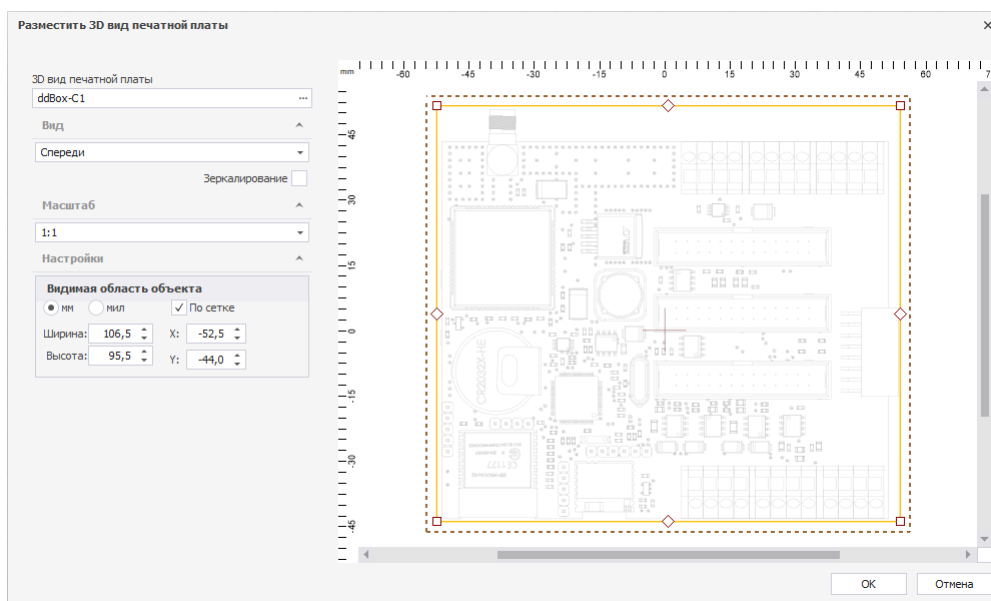 Разместить 3D вид печатной платы
3D вид печатной платы
ddBox-C1
...
Вид
Спереди
Зеркалирование
Масштаб
1:1
Настройки
Видимая область объекта
мм мил По сетке
Ширина: 106,5 X: -52,5
Высота: 95,5 Y: -44,0
mm -60 -45 -30 -15 0 15 30 45 60 7
45
30
15
0
-15
-30
-45
CR2032X-HE
OK Отмена